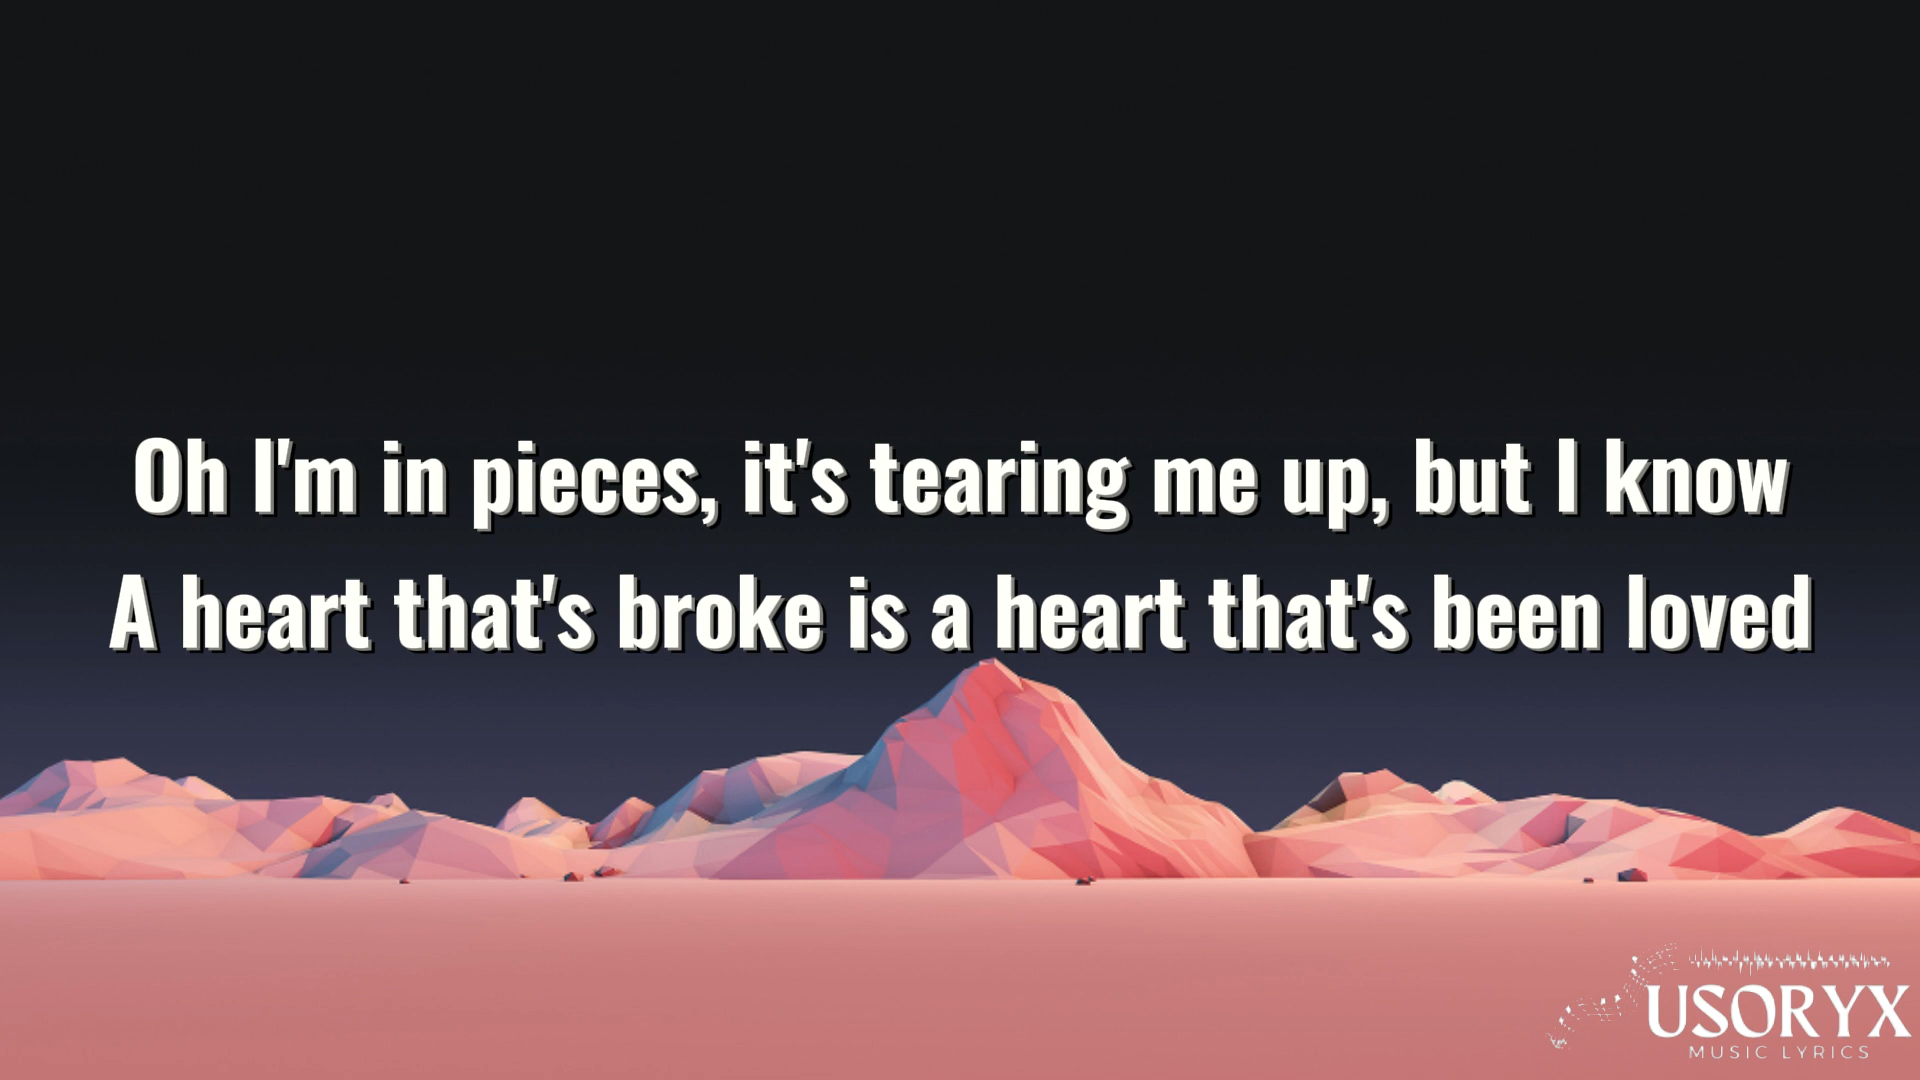 Oh I'm in pieces, it's tearing me up, but I know
A heart that's broke is a heart that's been loved
USORYX
MUSIC LYRICS